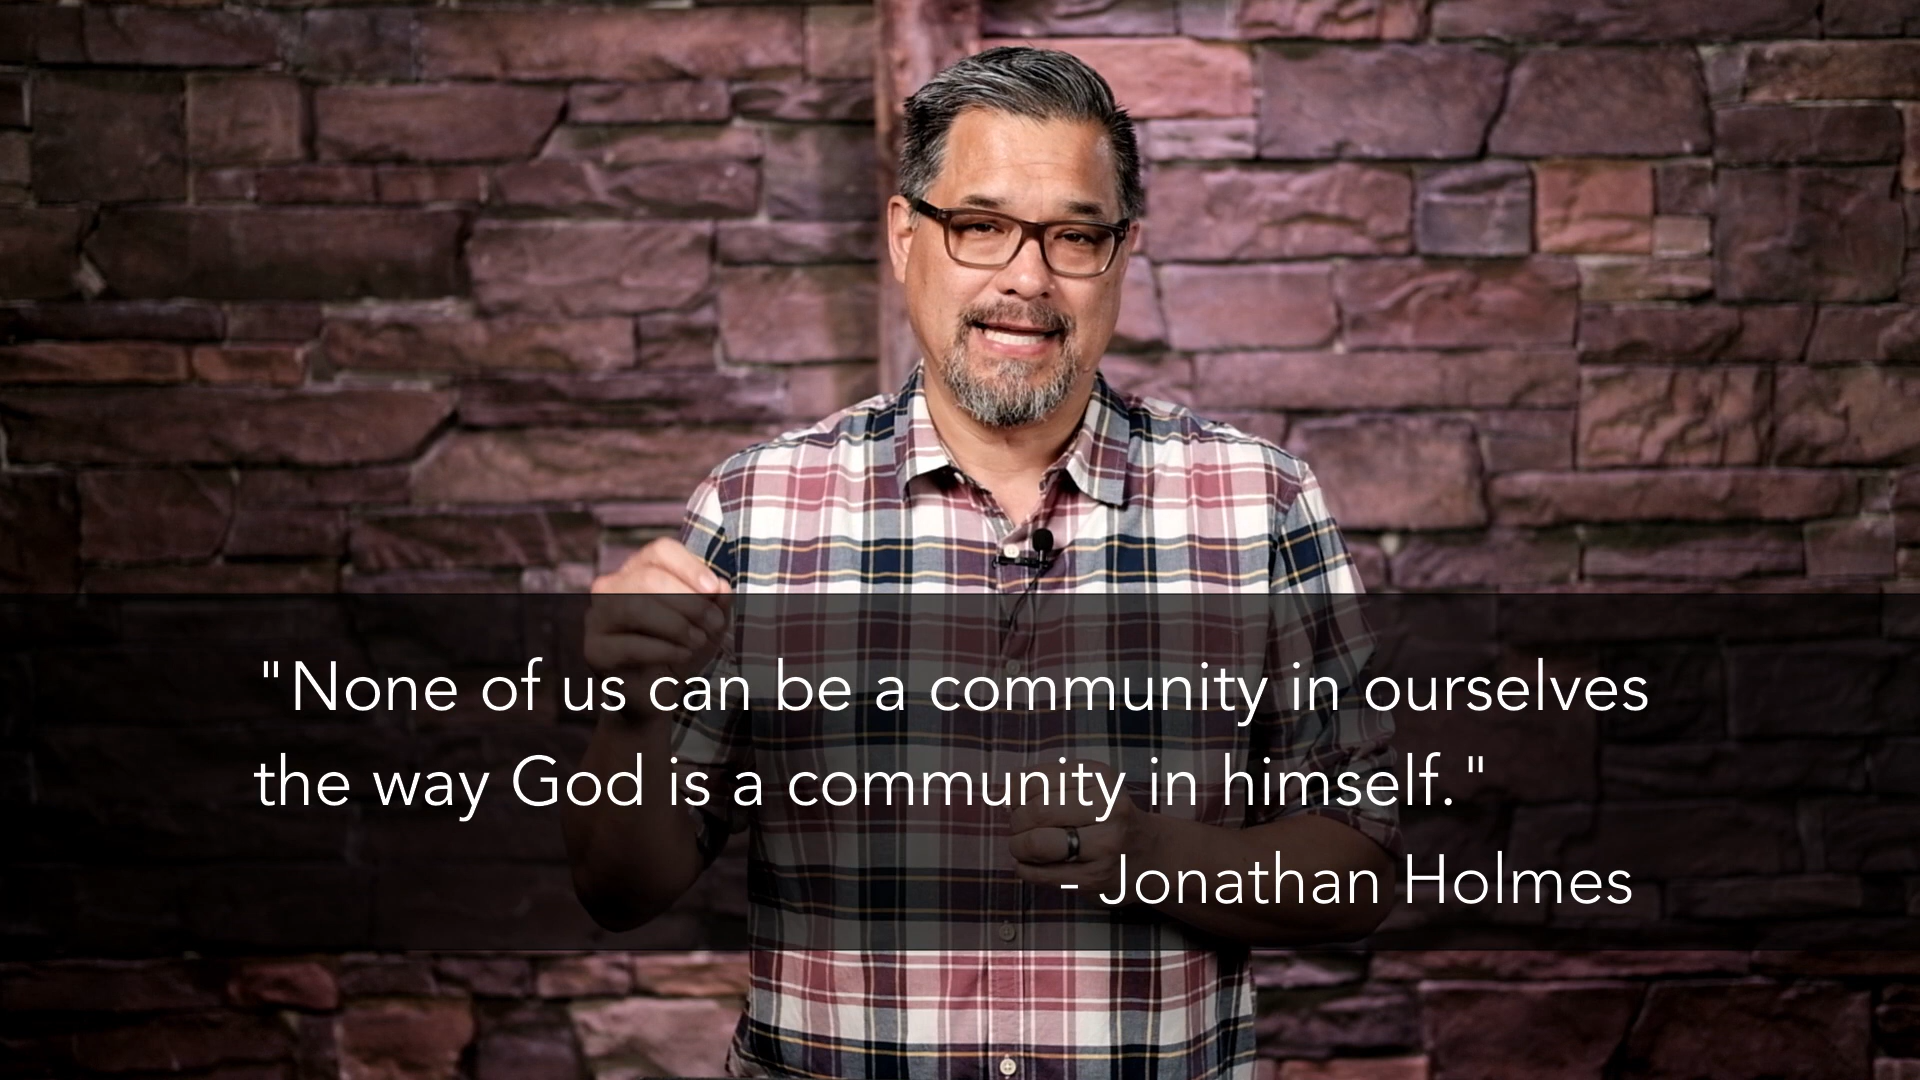 "None of us can be a community in ourselves
the way God is a community in himself."
- Jonathan Holmes